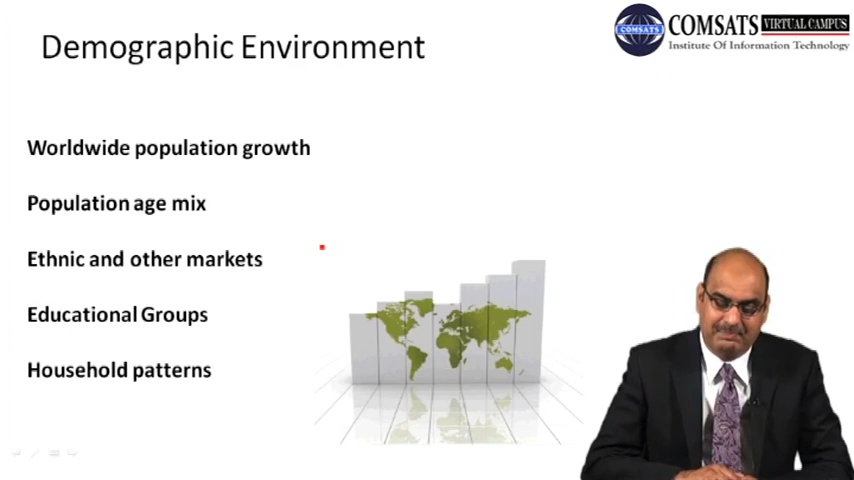 Demographic Environment
COMSATS
COMSATS VIRTUAL CAMPUS
Institute Of Information Technology
Worldwide population growth
Population age mix
Ethnic and other markets
Educational Groups
Household patterns